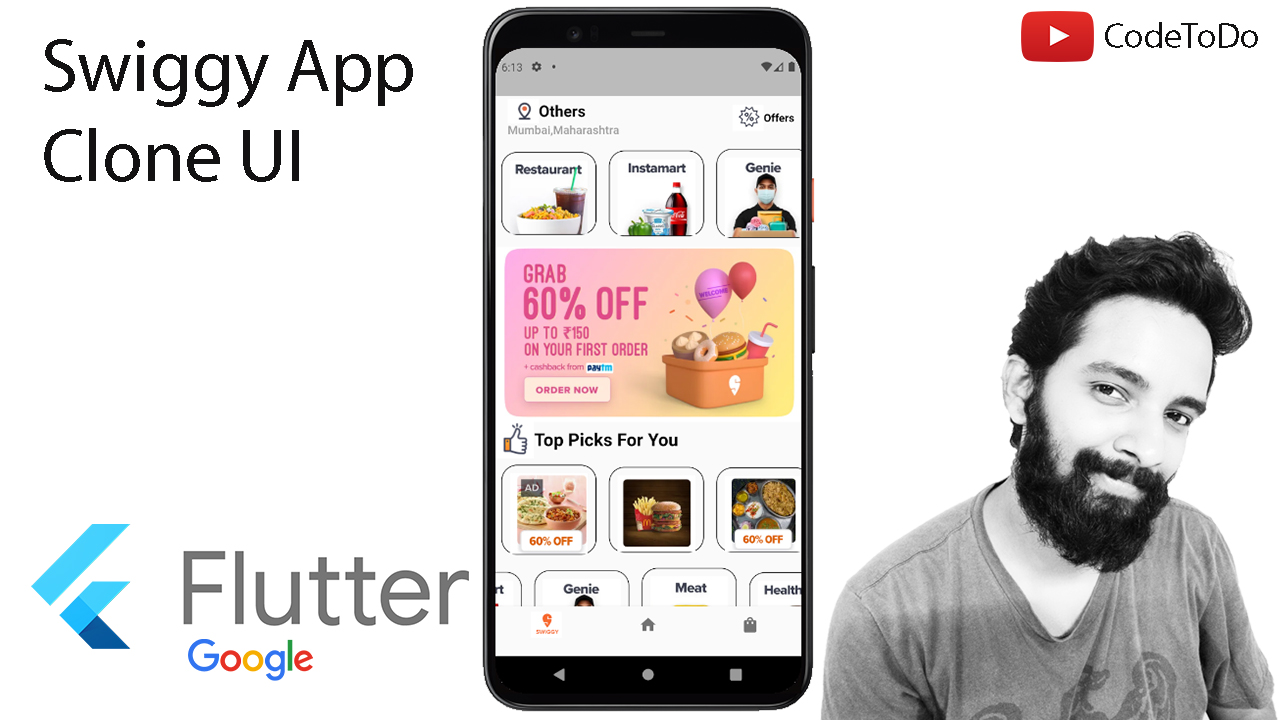 Swiggy App
Clone UI
CodeToDo
6:13
Others
Mumbai,Maharashtra
Offers
Restaurant
Instamart
Genie
GRAB
60% OFF
UP TO ₹150
ON YOUR FIRST ORDER
+ cashback from paytm
ORDER NOW
WELCOME
Top Picks For You
AD
60% OFF
60% OFF
rt
Genie
Meat
Health
SWIGGY
Flutter
Google